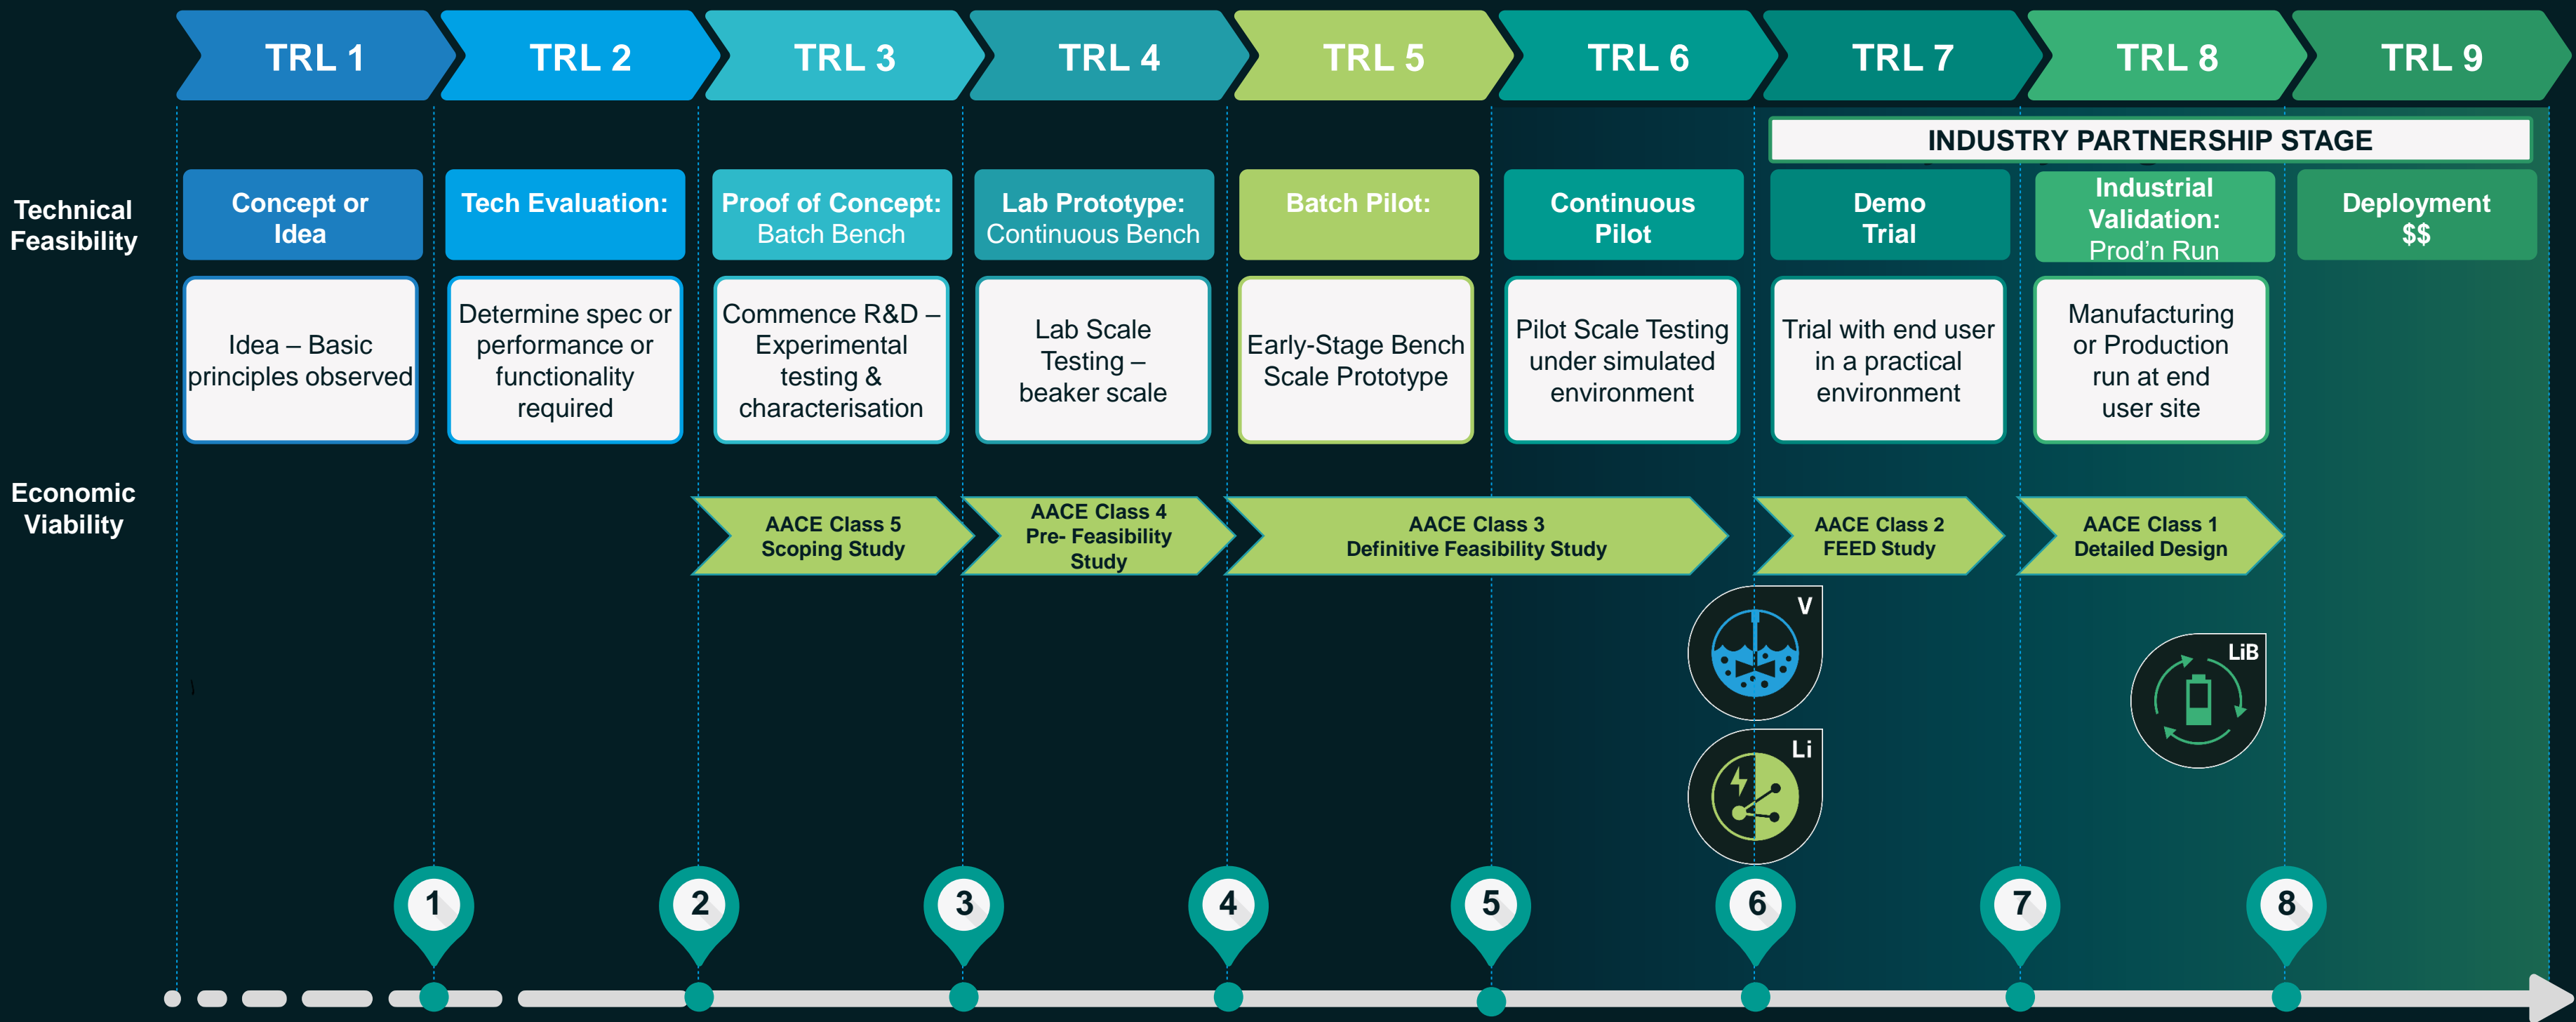 TRL 1
TRL 2
TRL 3
TRL 4
TRL 5
TRL 6
TRL 7
TRL 8
TRL 9
INDUSTRY PARTNERSHIP STAGE
Technical
Feasibility
Concept or
Idea
Tech Evaluation:
Proof of Concept:
Batch Bench
Lab Prototype:
Continuous Bench
Batch Pilot:
Continuous
Pilot
Demo
Trial
Industrial
Validation:
Prod’n Run
Deployment
$$
Idea – Basic
principles observed
Determine spec or
performance or
functionality
required
Commence R&D –
Experimental
testing &
characterisation
Lab Scale
Testing –
beaker scale
Early-Stage Bench
Scale Prototype
Pilot Scale Testing
under simulated
environment
Trial with end user
in a practical
environment
Manufacturing
or Production
run at end
user site
Economic
Viability
AACE Class 5
Scoping Study
AACE Class 4
Pre- Feasibility
Study
AACE Class 3
Definitive Feasibility Study
AACE Class 2
FEED Study
AACE Class 1
Detailed Design
V
LiB
Li
1
2
3
4
5
6
7
8